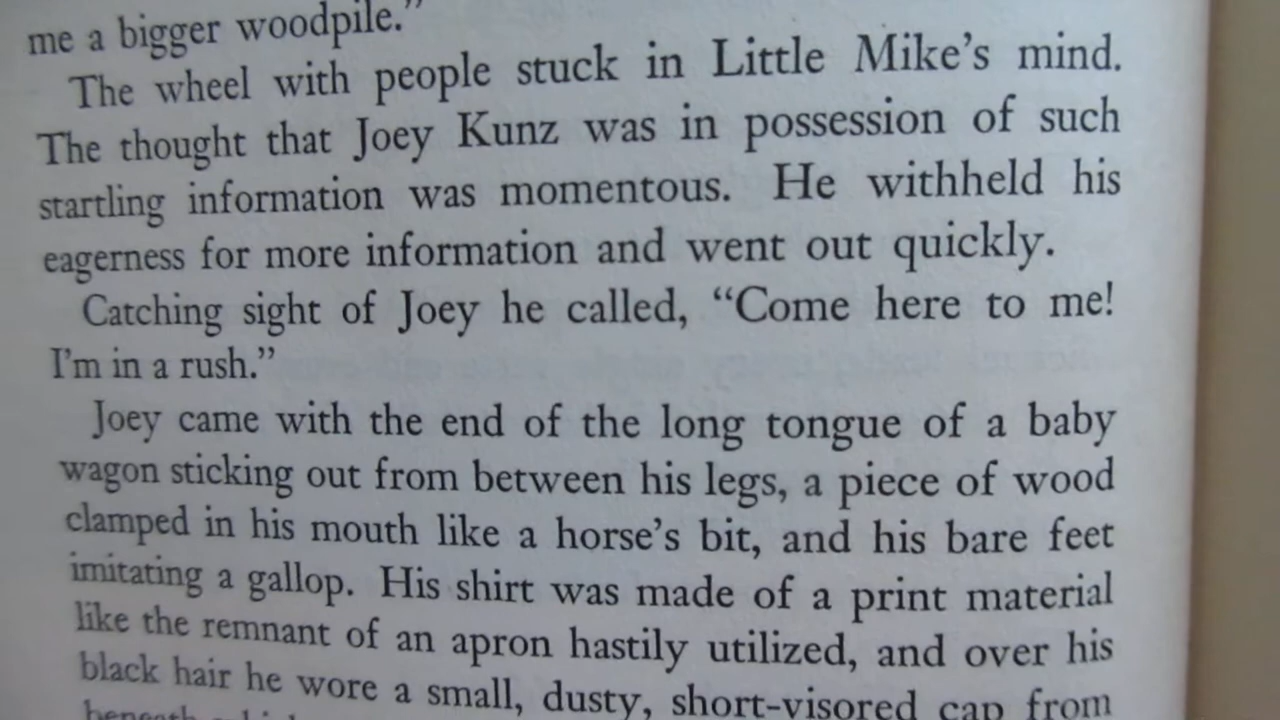 me a bigger woodpile.”
The wheel with people stuck in Little Mike’s mind.
The thought that Joey Kunz was in possession of such
startling information was momentous. He withheld his
eagerness for more information and went out quickly.
Catching sight of Joey he called, “Come here to me!
I’m in a rush.”
Joey came with the end of the long tongue of a baby
wagon sticking out from between his legs, a piece of wood
clamped in his mouth like a horse’s bit, and his bare feet
imitating a gallop. His shirt was made of a print material
like the remnant of an apron hastily utilized, and over his
black hair he wore a small, dusty, short-visored cap from
beneath